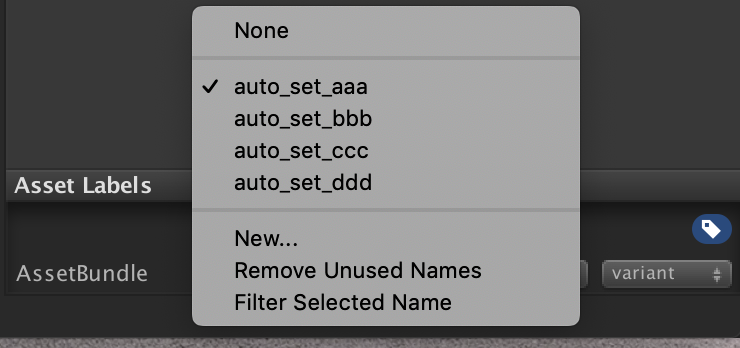 None
auto_set_aaa
auto_set_bbb
auto_set_ccc
auto_set_ddd
Asset Labels
New...
Remove Unused Names
Filter Selected Name
AssetBundle
variant